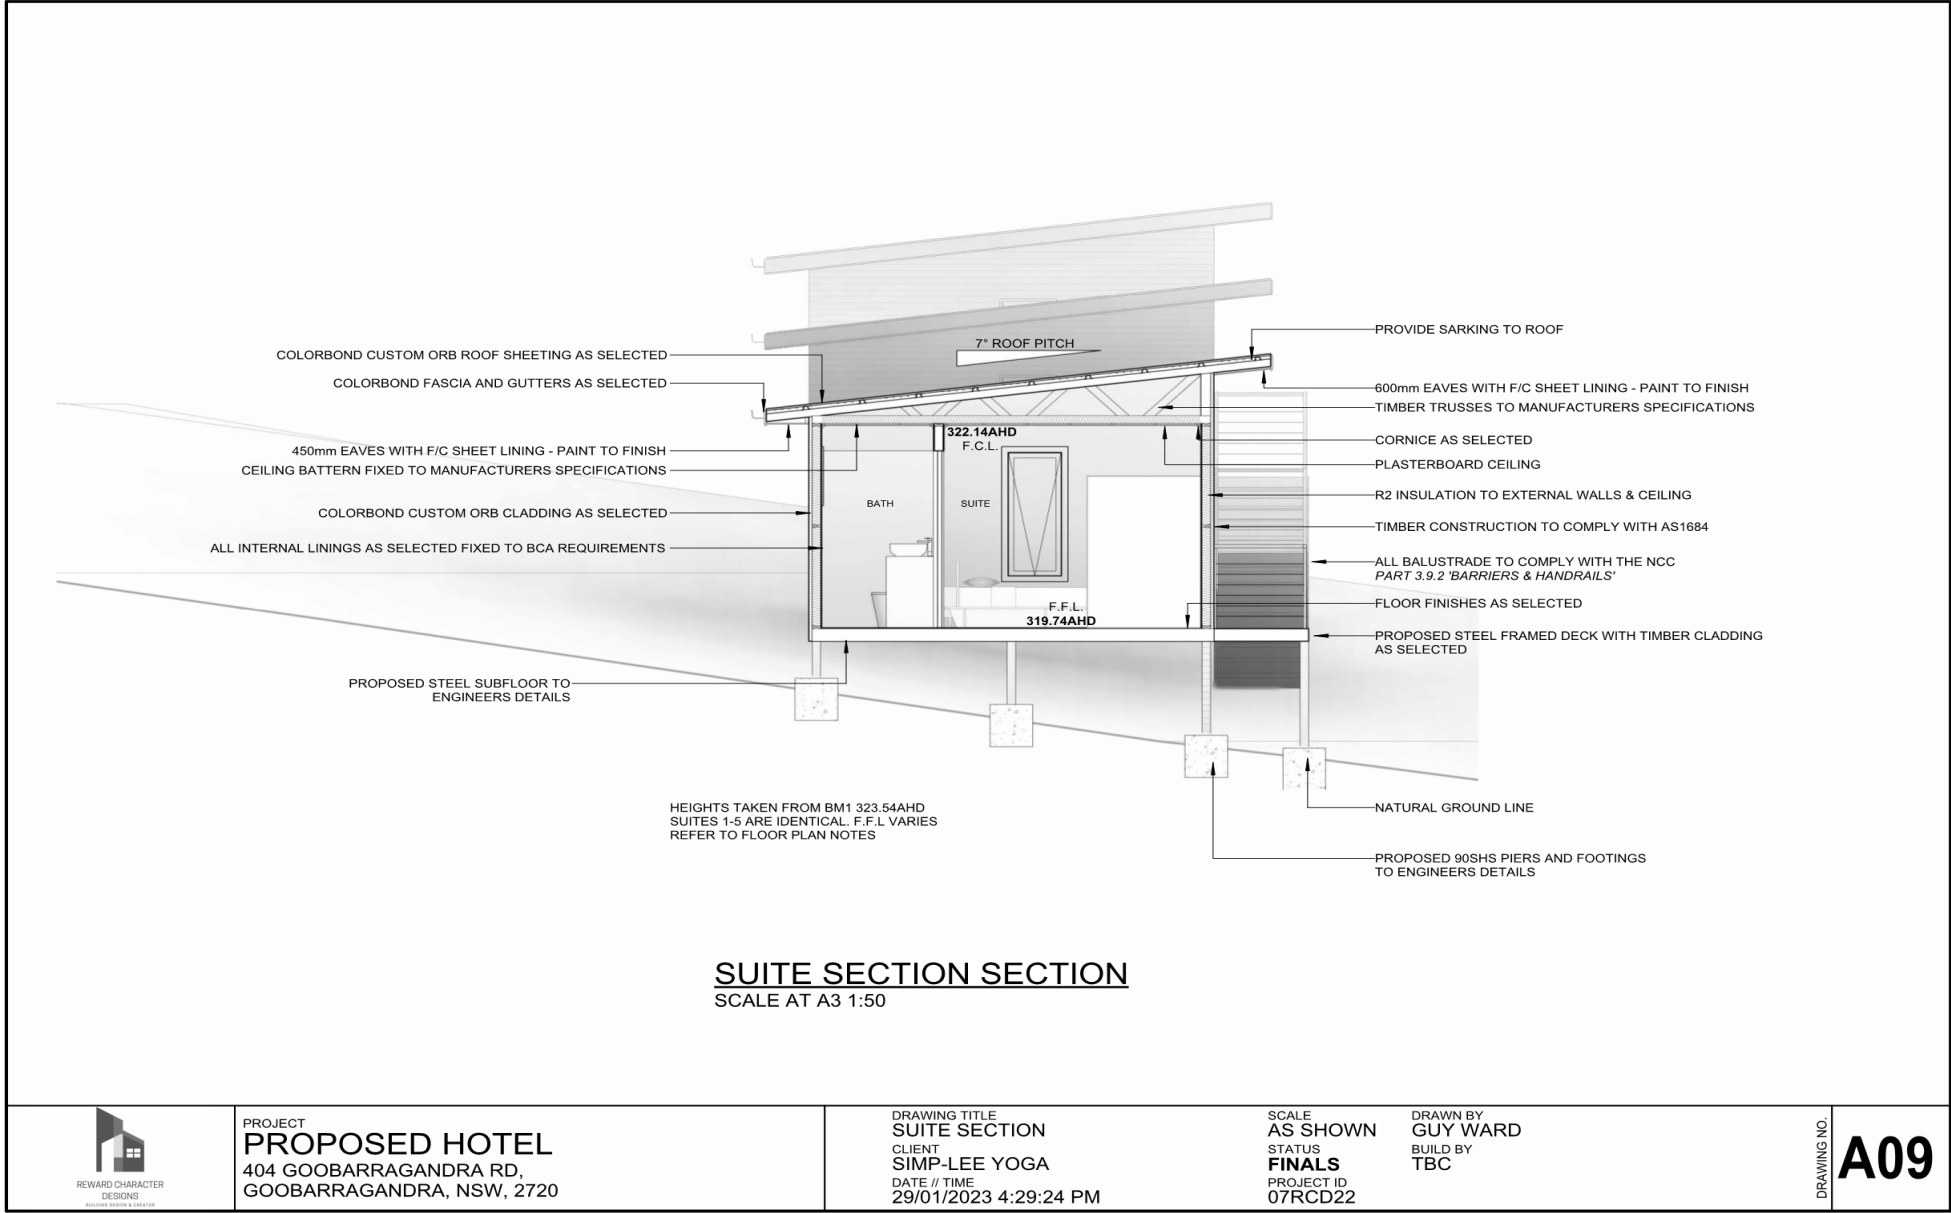 7° ROOF PITCH
COLORBOND CUSTOM ORB ROOF SHEETING AS SELECTED
COLORBOND FASCIA AND GUTTERS AS SELECTED
450mm EAVES WITH F/C SHEET LINING - PAINT TO FINISH
CEILING BATTERN FIXED TO MANUFACTURERS SPECIFICATIONS
COLORBOND CUSTOM ORB CLADDING AS SELECTED
ALL INTERNAL LININGS AS SELECTED FIXED TO BCA REQUIREMENTS
PROPOSED STEEL SUBFLOOR TO
ENGINEERS DETAILS
322.14AHD
F.C.L.
BATH
SUITE
F.F.L.
319.74AHD
PROVIDE SARKING TO ROOF
600mm EAVES WITH F/C SHEET LINING - PAINT TO FINISH
TIMBER TRUSSES TO MANUFACTURERS SPECIFICATIONS
CORNICE AS SELECTED
PLASTERBOARD CEILING
R2 INSULATION TO EXTERNAL WALLS & CEILING
TIMBER CONSTRUCTION TO COMPLY WITH AS1684
ALL BALUSTRADE TO COMPLY WITH THE NCC
PART 3.9.2 'BARRIERS & HANDRAILS'
FLOOR FINISHES AS SELECTED
PROPOSED STEEL FRAMED DECK WITH TIMBER CLADDING
AS SELECTED
NATURAL GROUND LINE
PROPOSED 90SHS PIERS AND FOOTINGS
TO ENGINEERS DETAILS
HEIGHTS TAKEN FROM BM1 323.54AHD
SUITES 1-5 ARE IDENTICAL. F.F.L VARIES
REFER TO FLOOR PLAN NOTES
SUITE SECTION SECTION
SCALE AT A3 1:50
REWARD CHARACTER
DESIGNS
BUILDING DESIGN & CREATER
PROJECT
PROPOSED HOTEL
404 GOOBARRAGANDRA RD,
GOOBARRAGANDRA, NSW, 2720
DRAWING TITLE
SUITE SECTION
CLIENT
SIMP-LEE YOGA
DATE // TIME
29/01/2023 4:29:24 PM
SCALE
AS SHOWN
STATUS
FINALS
PROJECT ID
07RCD22
DRAWN BY
GUY WARD
BUILD BY
TBC
DRAWING NO.
A09